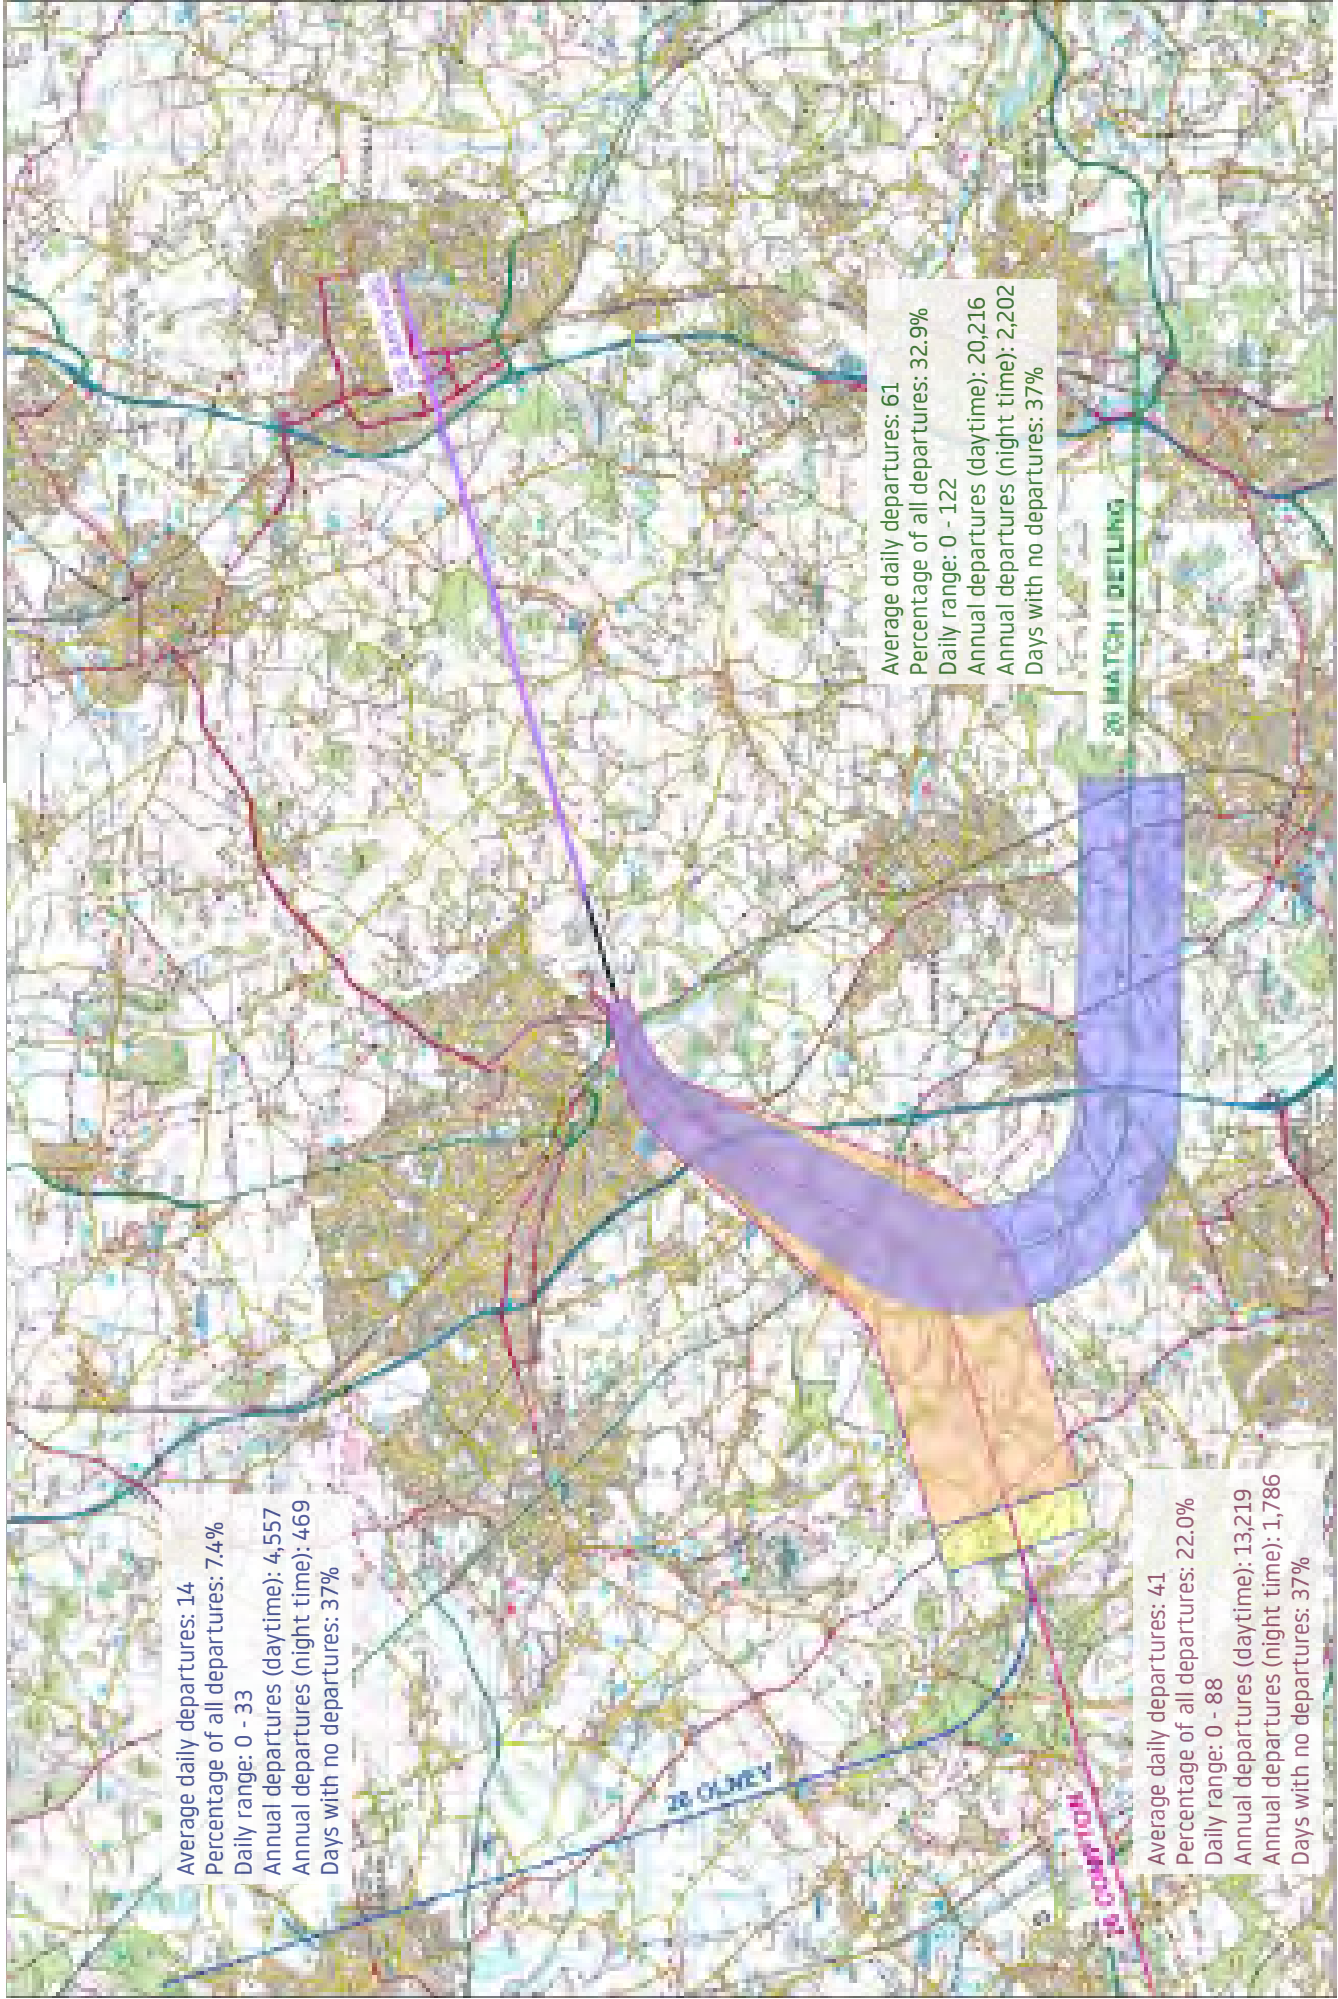 Average daily departures: 14
Percentage of all departures: 7.4%
Daily range: 0 - 33
Annual departures (daytime): 4,557
Annual departures (night time): 469
Days with no departures: 37%
26 OLNEY
26 COMPTON
Average daily departures: 41
Percentage of all departures: 22.0%
Daily range: 0 - 88
Annual departures (daytime): 13,219
Annual departures (night time): 1,786
Days with no departures: 37%
Average daily departures: 61
Percentage of all departures: 32.9%
Daily range: 0 - 122
Annual departures (daytime): 20,216
Annual departures (night time): 2,202
Days with no departures: 37%
26 MATCH | DETLING